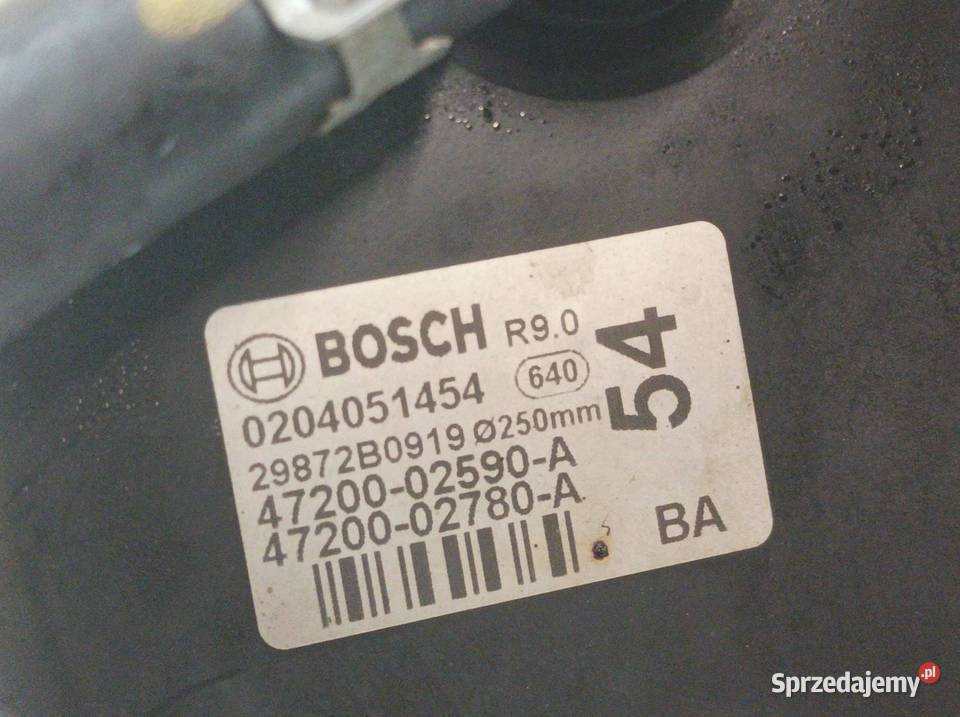 BOSCH R9.0
0204051454 640
29872B0919 Ø250mm
47200-02590-A
47200-02780-A
54
BA
Sprzedajemy.pl